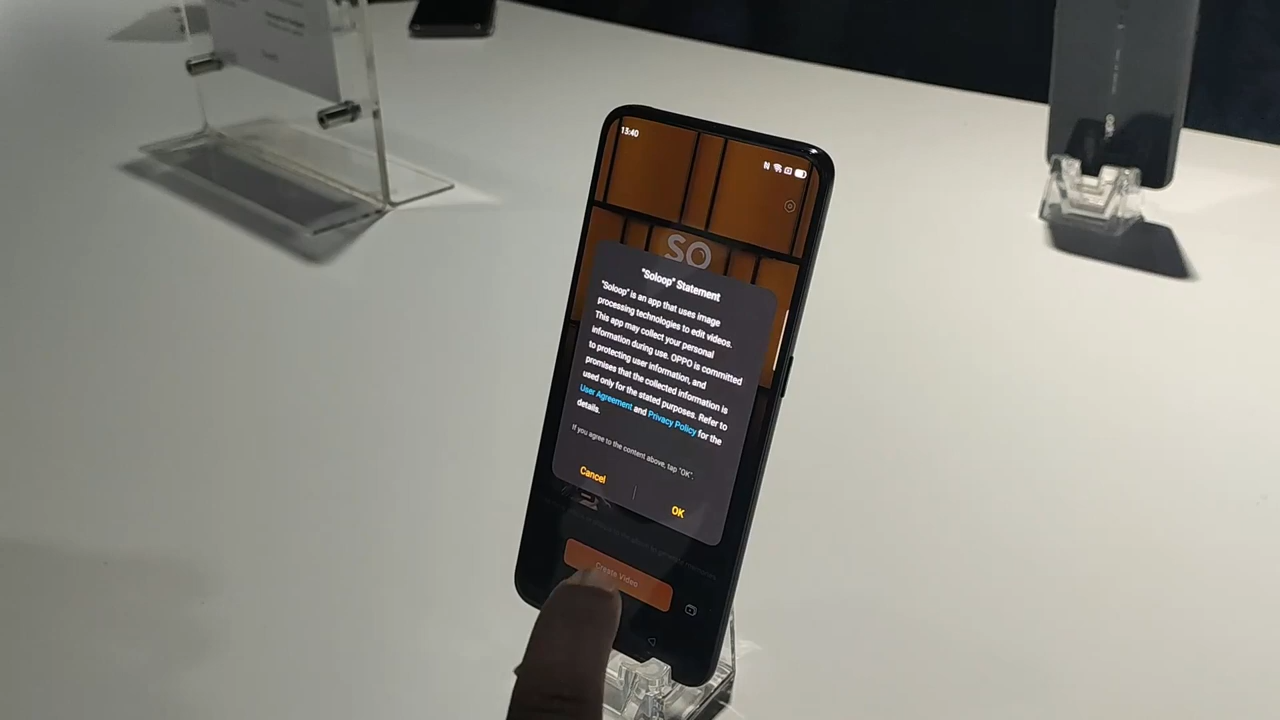 13:40
SO
"Soloop" Statement
"Soloop" is an app that uses image
processing technologies to edit videos.
This app may collect your personal
information during use. OPPO is committed
to protecting user information, and
promises that the collected information is
used only for the stated purposes. Refer to
User Agreement and Privacy Policy for the
details.
If you agree to the content above, tap "OK".
Cancel
OK
Create Video